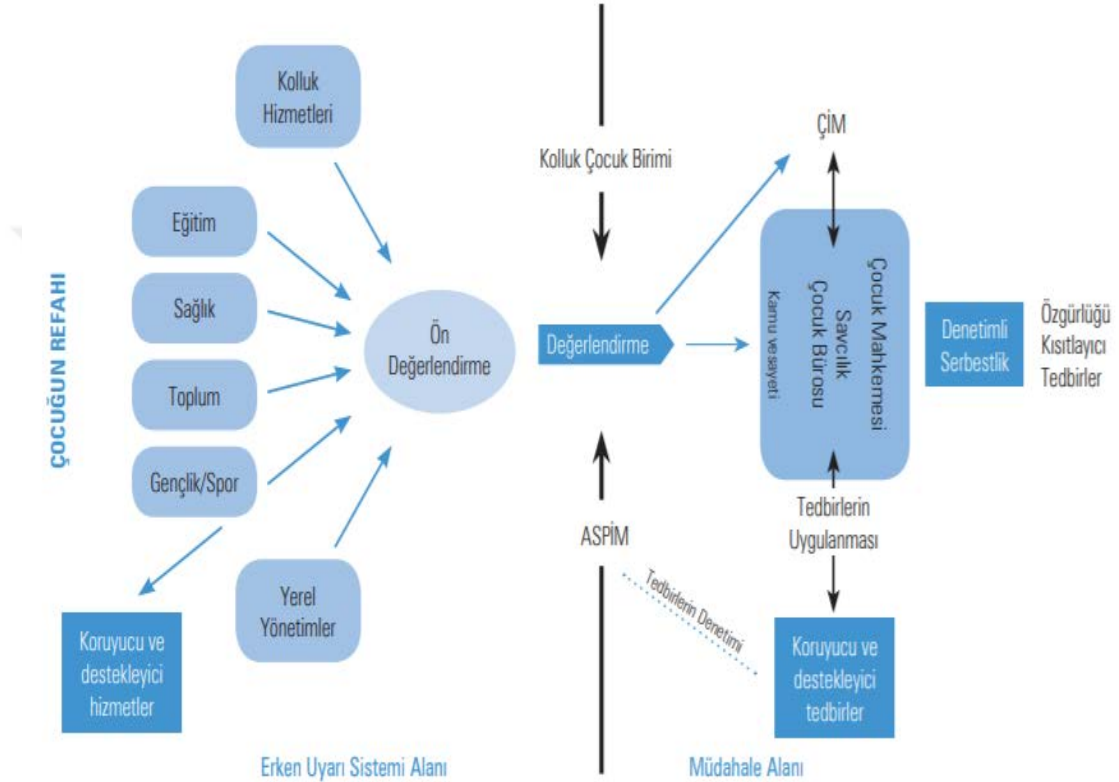 Kolluk
Hizmetleri
Eğitim
Sağlık
Toplum
Gençlik/Spor
Yerel
Yönetimler
ÇOCUĞUN REFAHI
Koruyucu ve
destekleyici
hizmetler
Ön
Değerlendirme
Erken Uyarı Sistemi Alanı
Kolluk Çocuk Birimi
Değerlendirme
ASPİM
Tedbirlerin Denetimi
ÇİM
Çocuk Mahkemesi
Savcılık
Çocuk Bürosu
Kamu vesayeti
Denetimli
Serbestlik
Özgürlüğü
Kısıtlayıcı
Tedbirler
Tedbirlerin
Uygulanması
Koruyucu ve
destekleyici
tedbirler
Müdahale Alanı